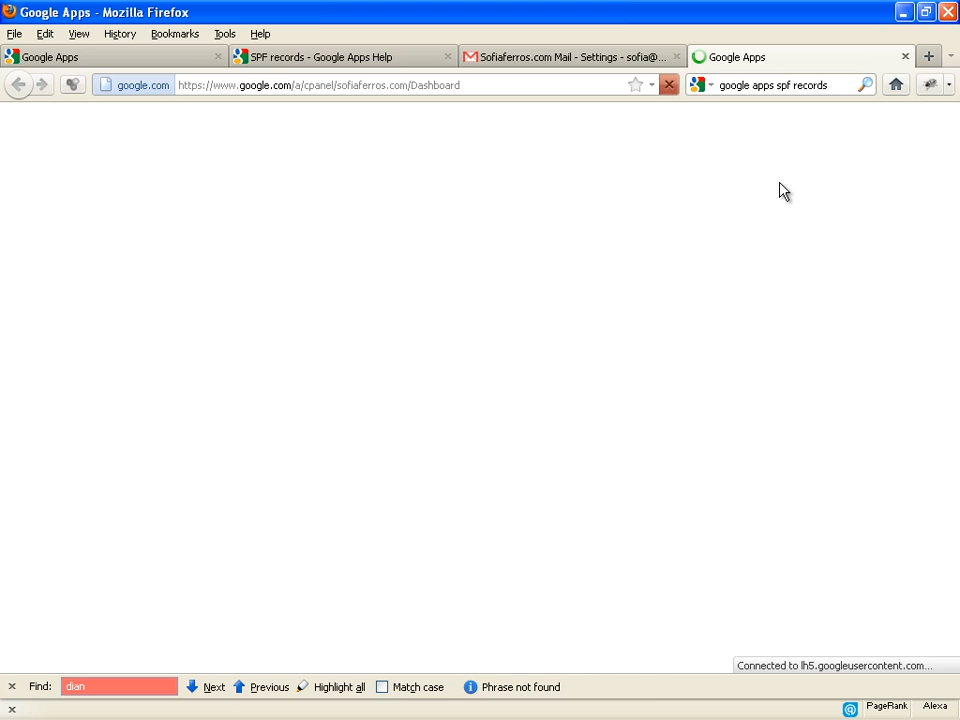 Google Apps - Mozilla Firefox
File Edit View History Bookmarks Tools Help
Google Apps SPF records - Google Apps Help Sofiaferros.com Mail - Settings - sofia@... Google Apps
google.com https://www.google.com/a/cpanel/sofiaferros.com/Dashboard google apps spf records
Connected to lh5.googleusercontent.com...
Find: dian Next Previous Highlight all Match case Phrase not found
PageRank Alexa